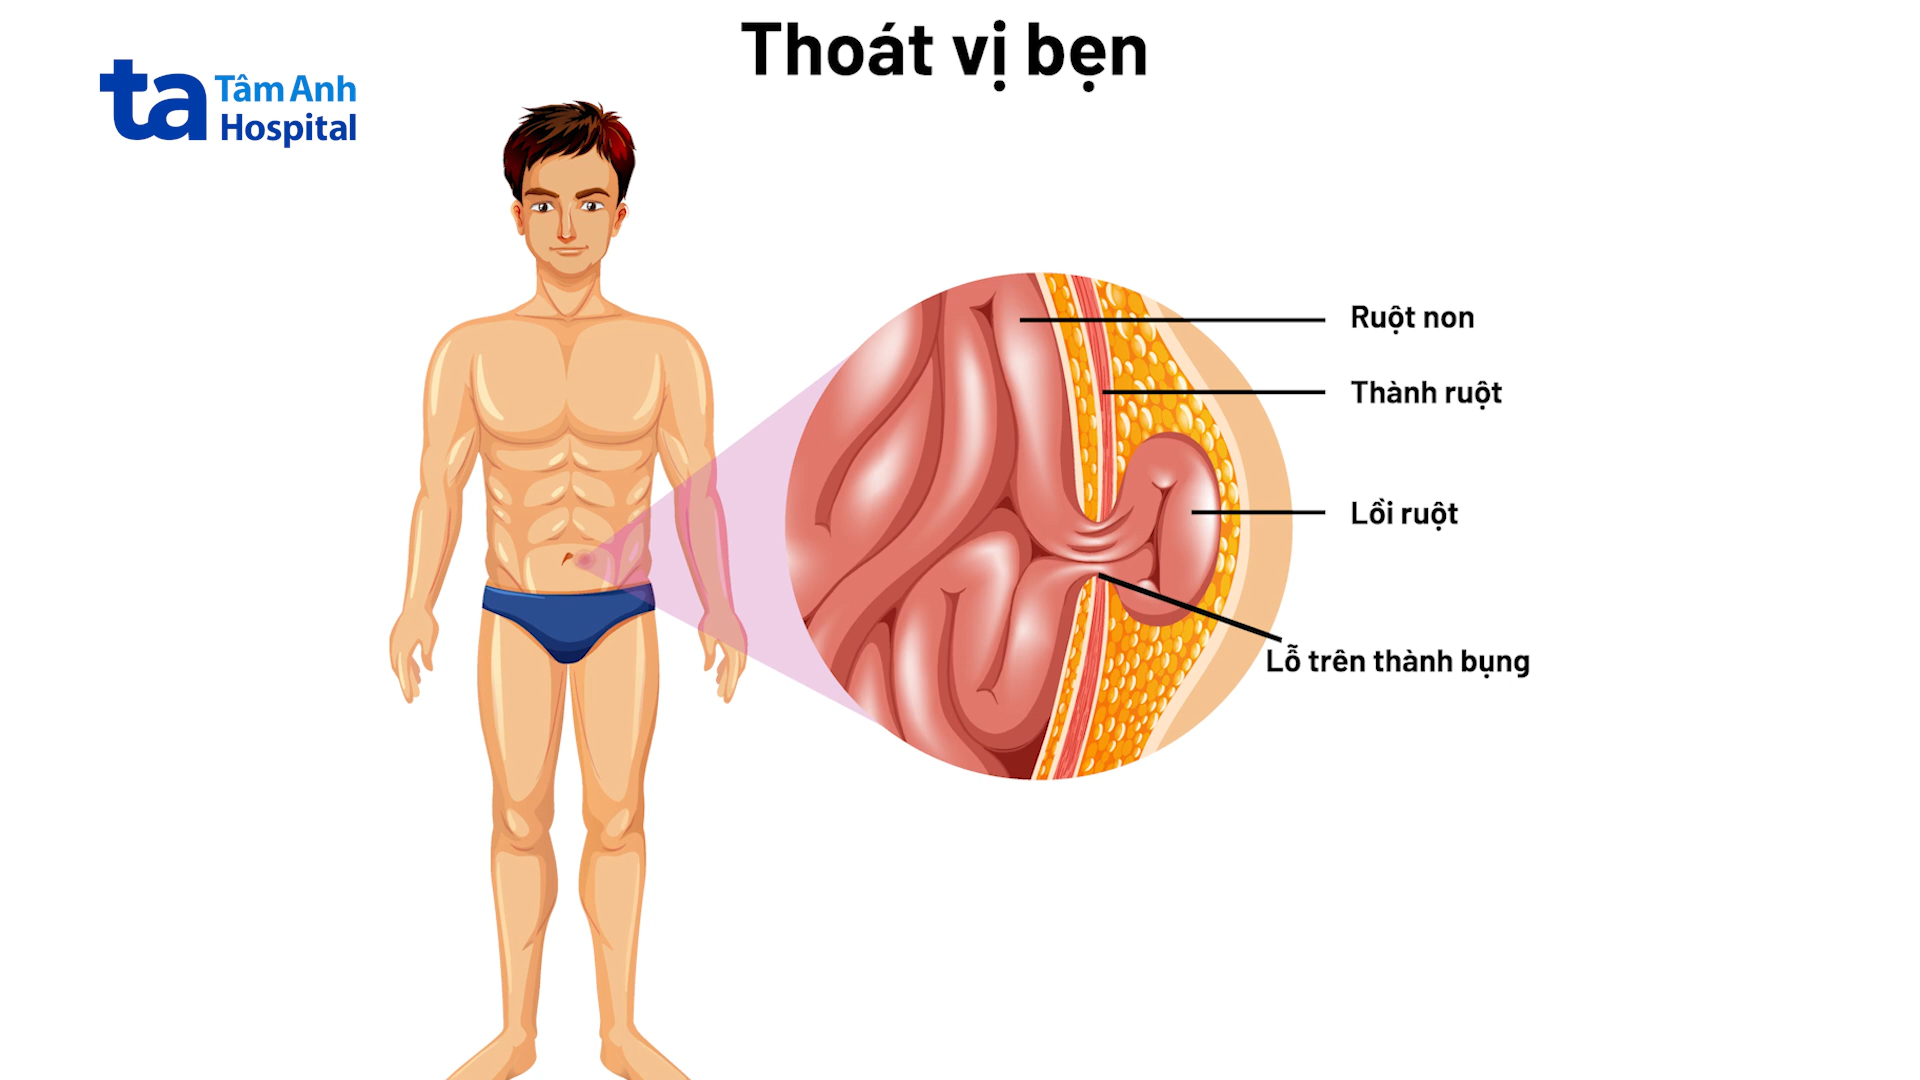 Thoát vị bẹn
ta Tâm Anh
Hospital
Ruột non
Thành ruột
Lồi ruột
Lỗ trên thành bụng